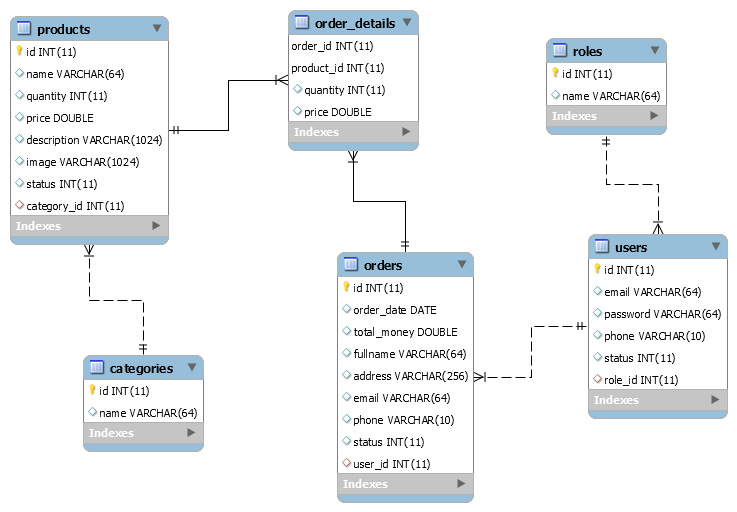 products
id INT(11)
name VARCHAR(64)
quantity INT(11)
price DOUBLE
description VARCHAR(1024)
image VARCHAR(1024)
status INT(11)
category_id INT(11)
Indexes
order_details
order_id INT(11)
product_id INT(11)
quantity INT(11)
price DOUBLE
Indexes
roles
id INT(11)
name VARCHAR(64)
Indexes
categories
id INT(11)
name VARCHAR(64)
Indexes
orders
id INT(11)
order_date DATE
total_money DOUBLE
fullname VARCHAR(64)
address VARCHAR(256)
email VARCHAR(64)
phone VARCHAR(10)
status INT(11)
user_id INT(11)
Indexes
users
id INT(11)
email VARCHAR(64)
password VARCHAR(64)
phone VARCHAR(10)
status INT(11)
role_id INT(11)
Indexes